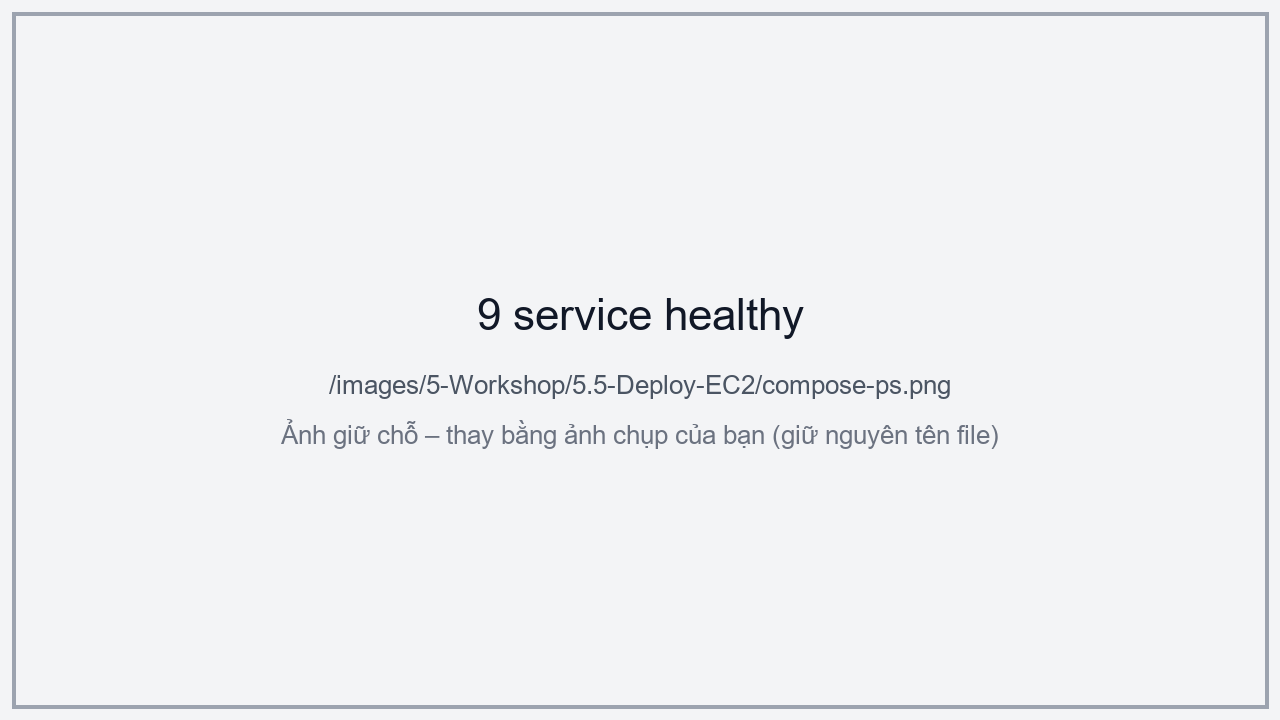 9 service healthy
/images/5-Workshop/5.5-Deploy-EC2/compose-ps.png
Ảnh giữ chỗ – thay bằng ảnh chụp của bạn (giữ nguyên tên file)